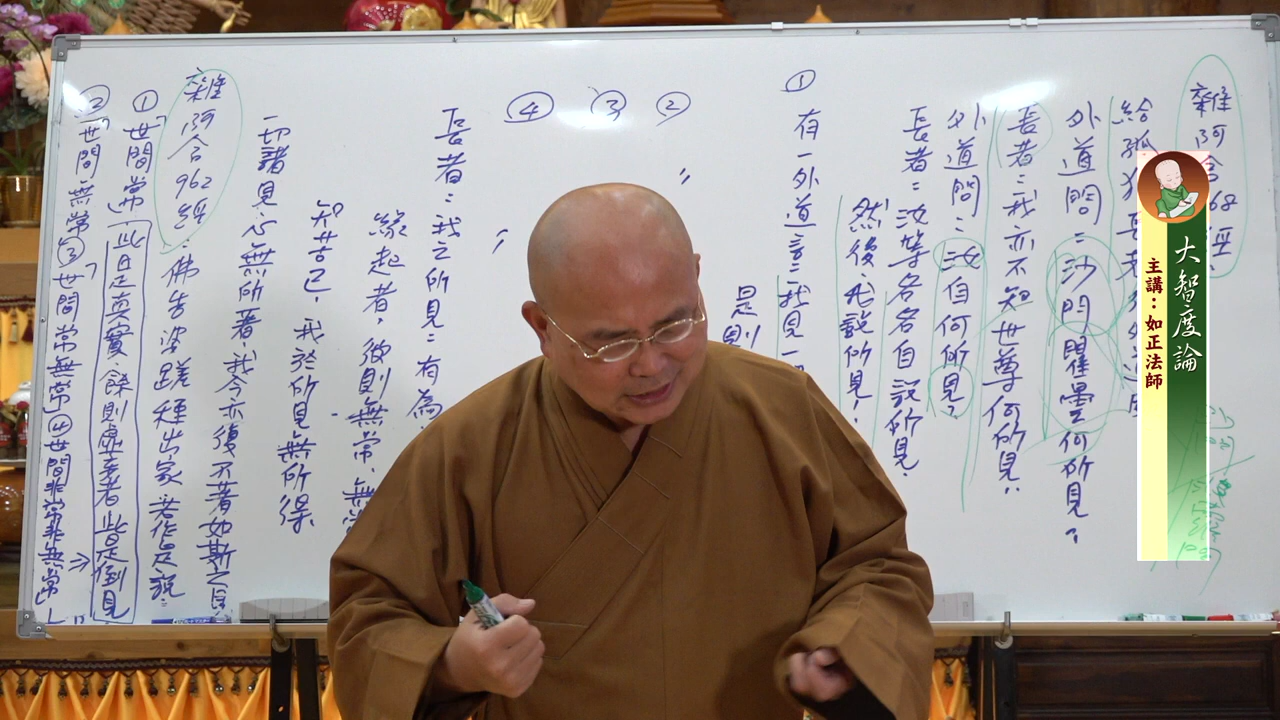 大智度論
主講：如正法師
雜阿含 68 經
給孤獨長者
外道問：沙門瞿曇何所見？
長者：我亦不知世尊何所見！
外道問：汝自何所見？
長者：汝等各各自說所見
然後我說所見！
① 有一外道言：我見一
是則
②
③
④
長者：我之所見：有為
緣起者，彼則無常，無常
知苦已，我於所見無所得
一切諸見心無所著，我今亦復不著如斯之見
雜阿含962經：佛告婆蹉種出家若作是說：
①「世間常」此是真實，餘則虛妄者 此是倒見
②「世間無常③「世間常無常」④世間非常非無常」